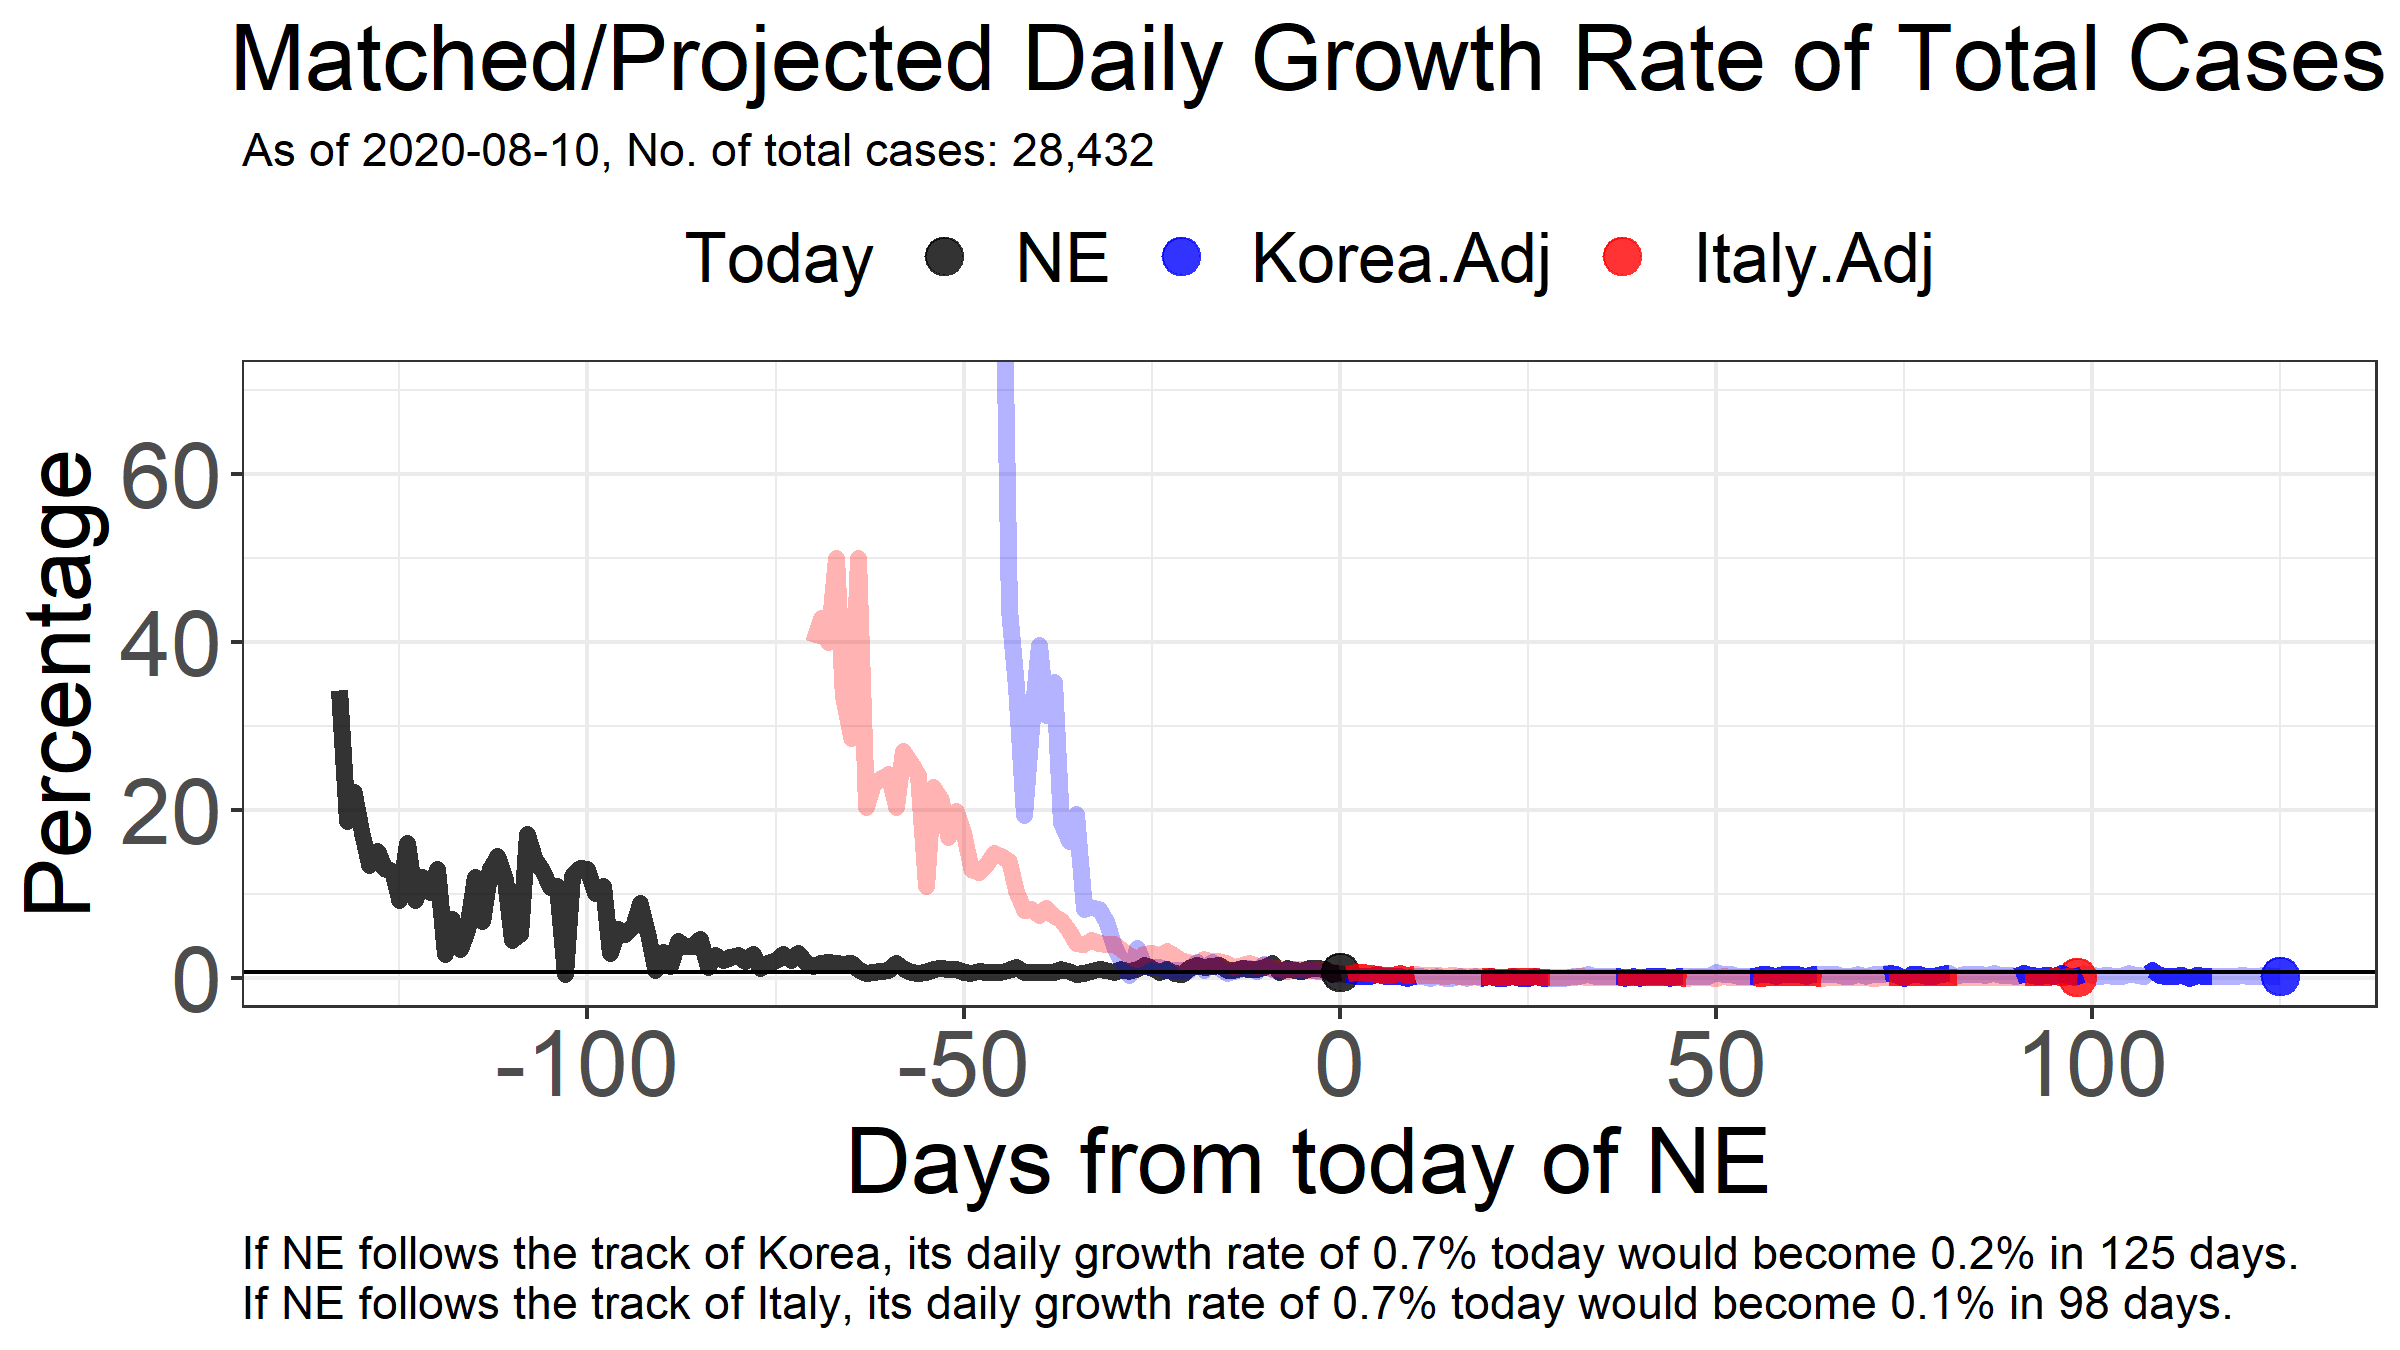 Matched/Projected Daily Growth Rate of Total Cases
As of 2020-08-10, No. of total cases: 28,432
Today NE Korea.Adj Italy.Adj
Percentage
60
40
20
0
-100 -50 0 50 100
Days from today of NE
If NE follows the track of Korea, its daily growth rate of 0.7% today would become 0.2% in 125 days.
If NE follows the track of Italy, its daily growth rate of 0.7% today would become 0.1% in 98 days.